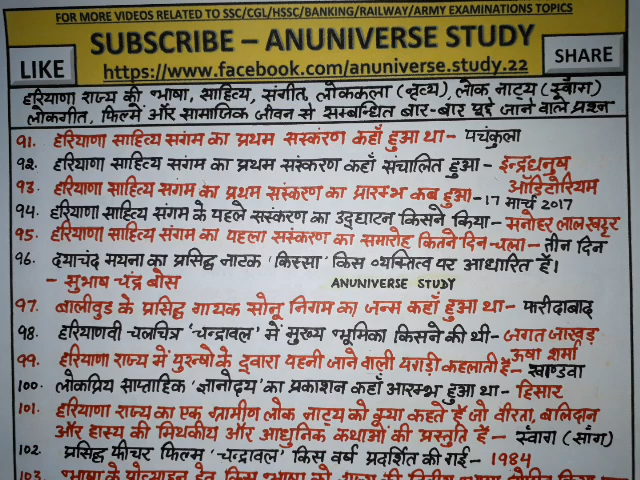 FOR MORE VIDEOS RELATED TO SSC/CGL/HSSC/BANKING/RAILWAY/ARMY EXAMINATIONS TOPICS
SUBSCRIBE – ANUNIVERSE STUDY
LIKE
https://www.facebook.com/anuniverse.study.22
SHARE
हरियाणा राज्य की भाषा, साहित्य, संगीत, लोककला (नृत्य), लोक नाट्य (स्वाँग)
लोकगीत, फिल्में और सामाजिक जीवन से सम्बन्धित बार-बार पूछे जाने वाले प्रश्न
91. हरियाणा साहित्य संगम का प्रथम संस्करण कहाँ हुआ था – पचंकुला
92. हरियाणा साहित्य संगम का प्रथम संस्करण कहाँ संचालित हुआ – इन्द्रधनुष
ऑडिटोरियम
93. हरियाणा साहित्य संगम का प्रथम संस्करण का प्रारम्भ कब हुआ – 17 मार्च 2017
94. हरियाणा साहित्य संगम के पहले संस्करण का उद्घाटन किसने किया – मनोहर लाल खट्टर
95. हरियाणा साहित्य संगम का पहला संस्करण का समारोह कितने दिन चला – तीन दिन
96. दयाचंद मयना का प्रसिद्ध नाटक 'किस्सा' किस व्यक्तित्व पर आधारित है।
– सुभाष चंद्र बोस
ANUNIVERSE STUDY
97. बालीवुड के प्रसिद्ध गायक सोनू निगम का जन्म कहाँ हुआ था – फरीदाबाद
98. हरियाणवी चलचित्र 'चन्द्रावल' में मुख्य भूमिका किसने की थी – जगत जाखड़
ऊषा शर्मा
99. हरियाणा राज्य में पुरुषों के द्वारा पहनी जाने वाली पगड़ी कहलाती हैं – खाण्डवा
100. लोकप्रिय साप्ताहिक 'ज्ञानोदय' का प्रकाशन कहाँ आरम्भ हुआ था – हिसार
101. हरियाणा राज्य का एक ग्रामीण लोक नाट्य को क्या कहते हैं जो वीरता, बलिदान
और हास्य की मिथकीय और आधुनिक कथाओं की प्रस्तुति हैं – स्वाँग (साँग)
102. प्रसिद्ध फीचर फिल्म 'चन्द्रावल' किस वर्ष प्रदर्शित की गई – 1984
103. भाषा के प्रोत्साहन हेतु किस भाषा को